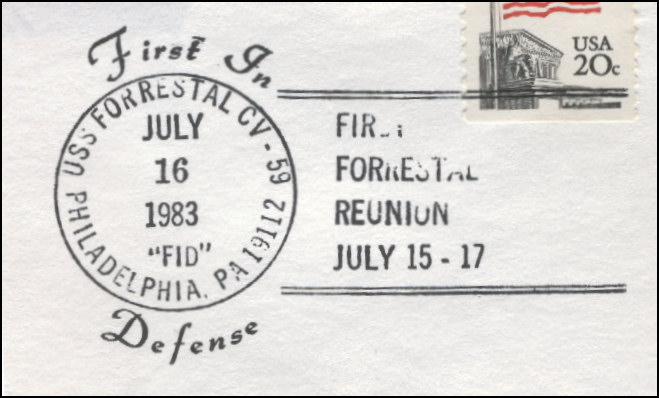 First In
USS FORRESTAL CV-59
JULY
16
1983
"FID"
PHILADELPHIA, PA 19112
Defense
FIRST
FORRESTAL
REUNION
JULY 15 - 17
USA
20c